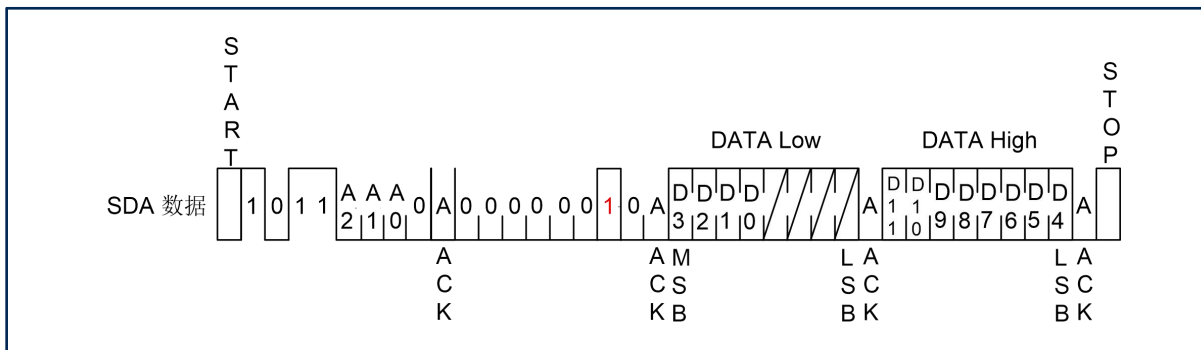 START
STOP
DATA Low
DATA High
SDA 数据 1 0 1 1 A2 A1 A0 0 A 0 0 0 0 0 0 1 0 A D3 D2 D1 D0 A D11 D10 D9 D8 D7 D6 D5 D4 A
ACK
ACK
MSB
LSB
ACK
LSB
ACK